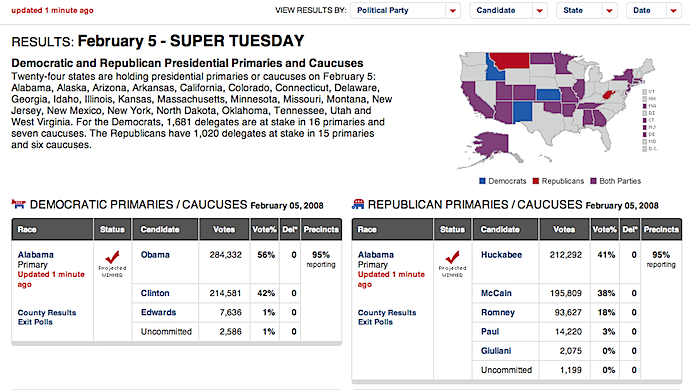 updated 1 minute ago
VIEW RESULTS BY: Political Party Candidate State Date
RESULTS: February 5 - SUPER TUESDAY
Democratic and Republican Presidential Primaries and Caucuses
Twenty-four states are holding presidential primaries or caucuses on February 5:
Alabama, Alaska, Arizona, Arkansas, California, Colorado, Connecticut, Delaware,
Georgia, Idaho, Illinois, Kansas, Massachusetts, Minnesota, Missouri, Montana, New
Jersey, New Mexico, New York, North Dakota, Oklahoma, Tennessee, Utah and
West Virginia. For the Democrats, 1,681 delegates are at stake in 16 primaries and
seven caucuses. The Republicans have 1,020 delegates at stake in 15 primaries
and six caucuses.
VT
NH
MA
RI
CT
NJ
DE
MD
D.C.
Democrats Republicans Both Parties
DEMOCRATIC PRIMARIES / CAUCUSES February 05, 2008
Race Status Candidate Votes Vote% Del* Precincts
Alabama Obama 284,332 56% 0 95%
Primary Projected WINNER reporting
Updated 1 minute
ago
Clinton 214,581 42% 0
County Results Edwards 7,636 1% 0
Exit Polls Uncommitted 2,586 1% 0
REPUBLICAN PRIMARIES / CAUCUSES February 05, 2008
Race Status Candidate Votes Vote% Del* Precincts
Alabama Huckabee 212,292 41% 0 95%
Primary Projected WINNER reporting
Updated 1 minute
ago
McCain 195,809 38% 0
County Results Romney 93,627 18% 0
Exit Polls Paul 14,220 3% 0
Giuliani 2,075 0% 0
Uncommitted 1,199 0% 0